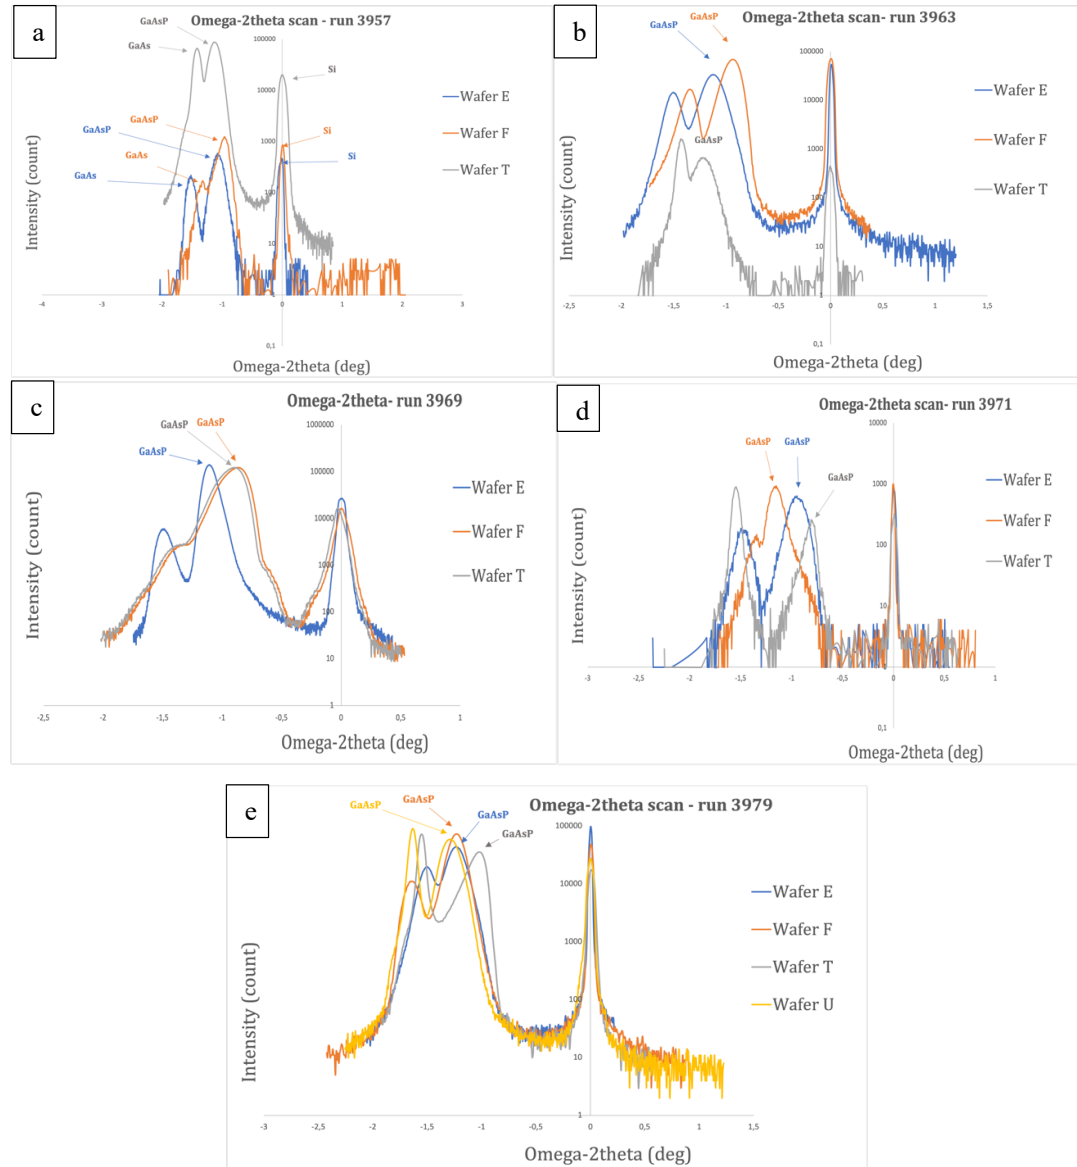 a
Omega-2theta scan - run 3957
GaAsP
GaAs
Si
GaAsP
GaAsP
GaAs
GaAs
Si
Si
Intensity (count)
100000
10000
1000
100
10
1
0,1
-4
-2
-1
0
1
2
3
Omega-2theta (deg)
Wafer E
Wafer F
Wafer T
b
Omega-2theta scan- run 3963
GaAsP
GaAsP
GaAsP
Intensity (count)
100000
10000
1000
100
10
1
0,1
-2
-1,5
-1
-0,5
0
0,5
1
1,5
Omega-2theta (deg)
Wafer E
Wafer F
Wafer T
c
Omega-2theta- run 3969
GaAsP
GaAsP
GaAsP
Intensity (count)
1000000
100000
10000
1000
100
10
1
-2,5
-2
-1,5
-1
-0,5
0
0,5
1
Omega-2theta (deg)
Wafer E
Wafer F
Wafer T
d
Omega-2theta scan- run 3971
GaAsP
GaAsP
GaAsP
Intensity (count)
10000
1000
100
10
1
0,1
-3
-2,5
-2
-1,5
-1
-0,5
0
0,5
1
Omega-2theta (deg)
Wafer E
Wafer F
Wafer T
e
Omega-2theta scan - run 3979
GaAsP
GaAsP
GaAsP
GaAsP
Intensity (count)
100000
10000
1000
100
10
1
-3
-2,5
-2
-1,5
-1
-0,5
0
0,5
1
1,5
Omega-2theta (deg)
Wafer E
Wafer F
Wafer T
Wafer U